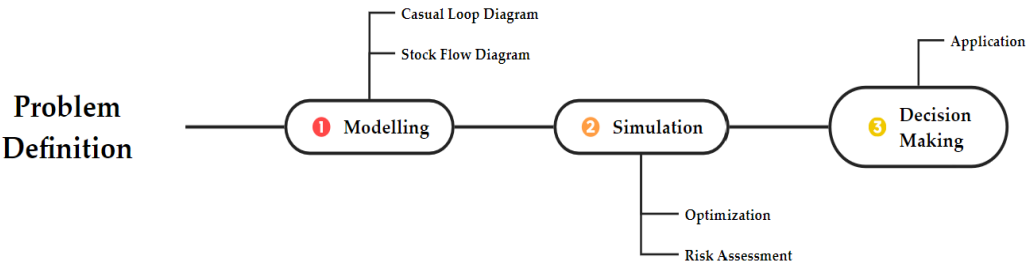 Casual Loop Diagram
Stock Flow Diagram
Application
Problem
Definition
1 Modelling
2 Simulation
3 Decision
Making
Optimization
Risk Assessment